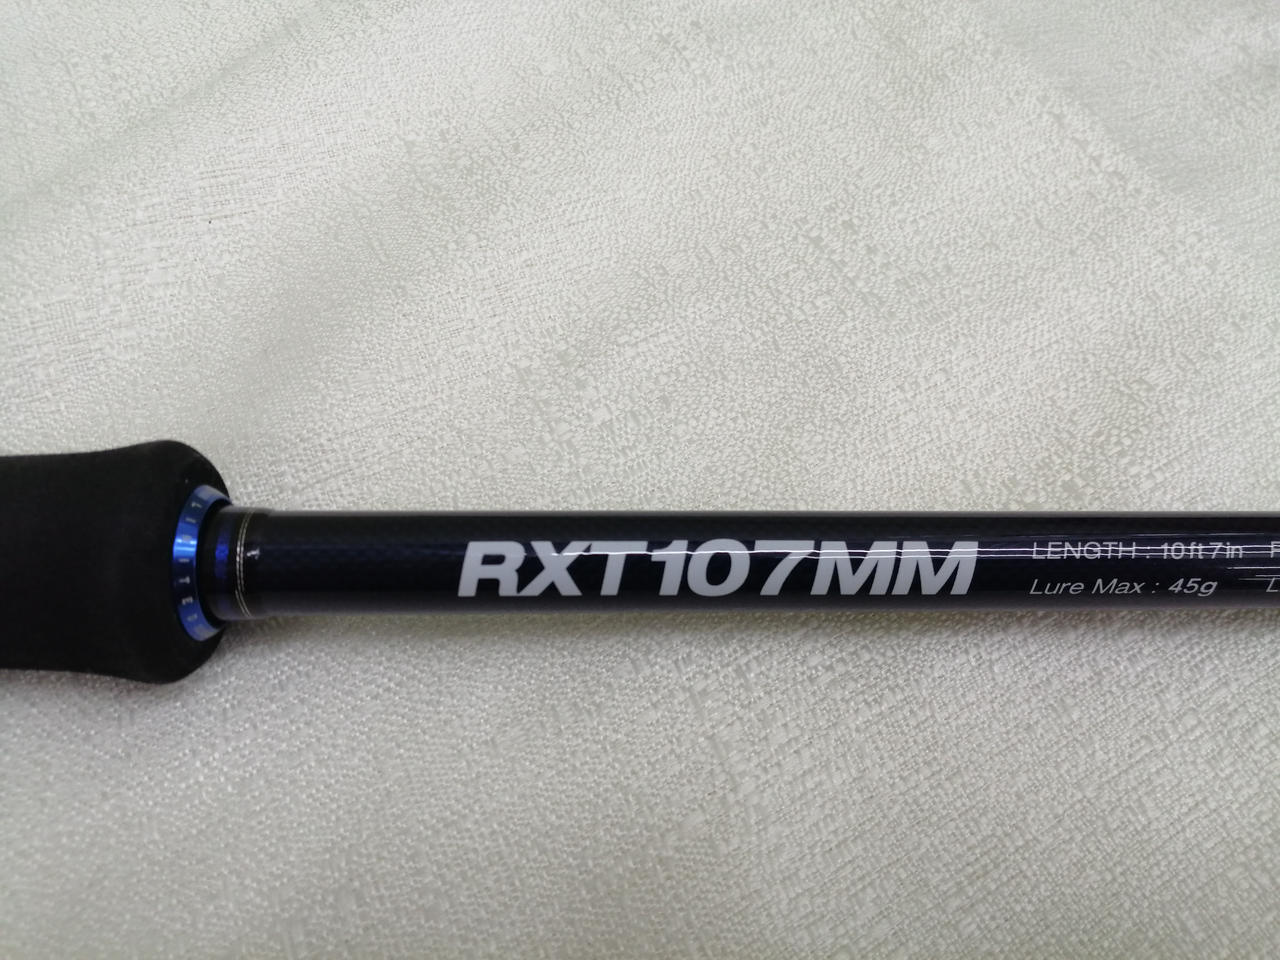 RXT107MM
LENGTH : 10ft7in
Lure Max : 45g